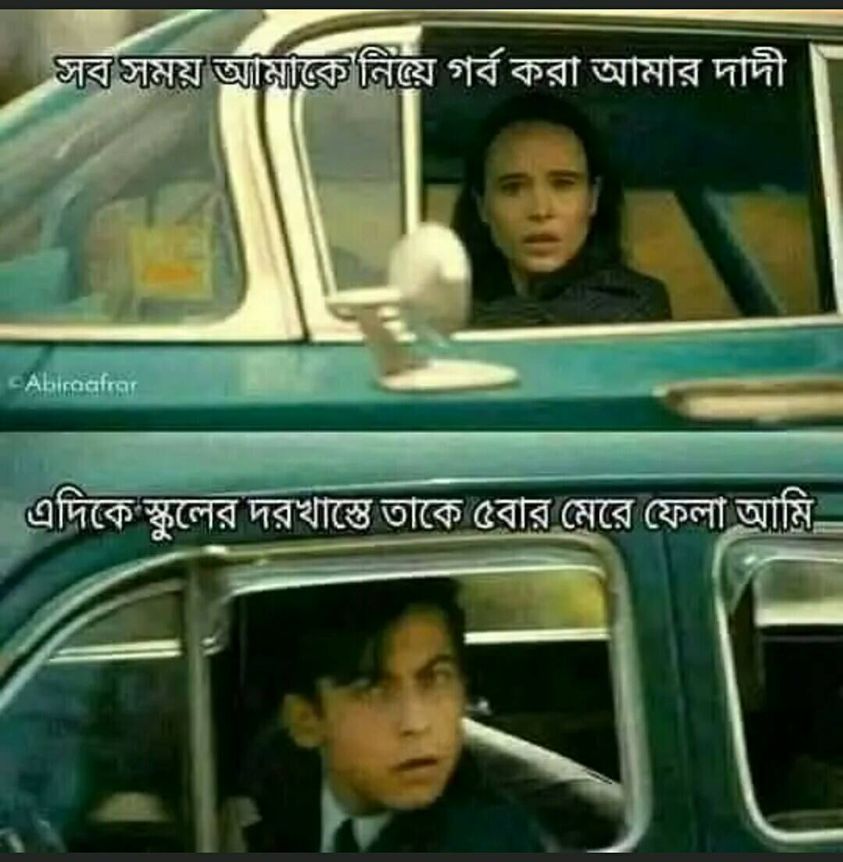 সব সময় আমাকে নিয়ে গর্ব করা আমার দাদী
©Abiraafrar
এদিকে স্কুলের দরখাস্তে তাকে ৫বার মেরে ফেলা আমি